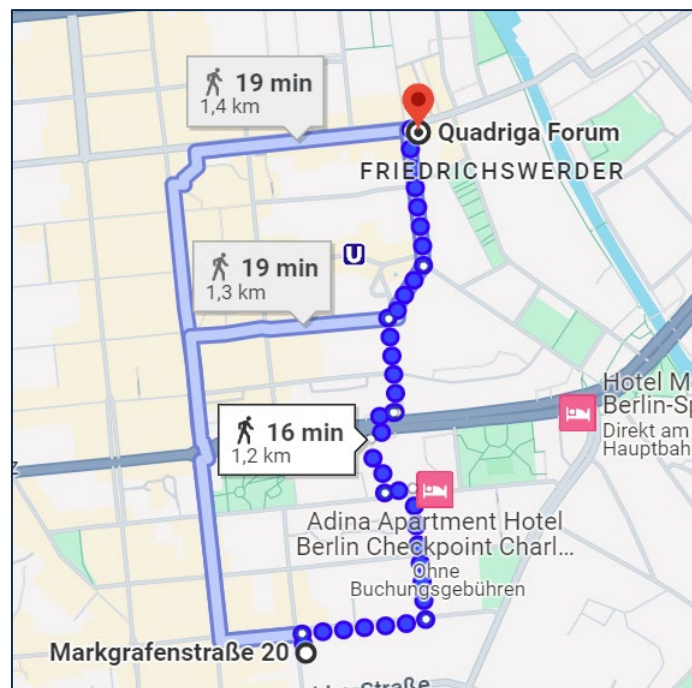 19 min
1,4 km
Quadriga Forum
FRIEDRICHSWERDER
19 min
1,3 km
U
Hotel M
Berlin-Sp
Direkt am
Hauptbah
16 min
1,2 km
Adina Apartment Hotel
Berlin Checkpoint Charl...
Ohne
Buchungsgebühren
Markgrafenstraße 20